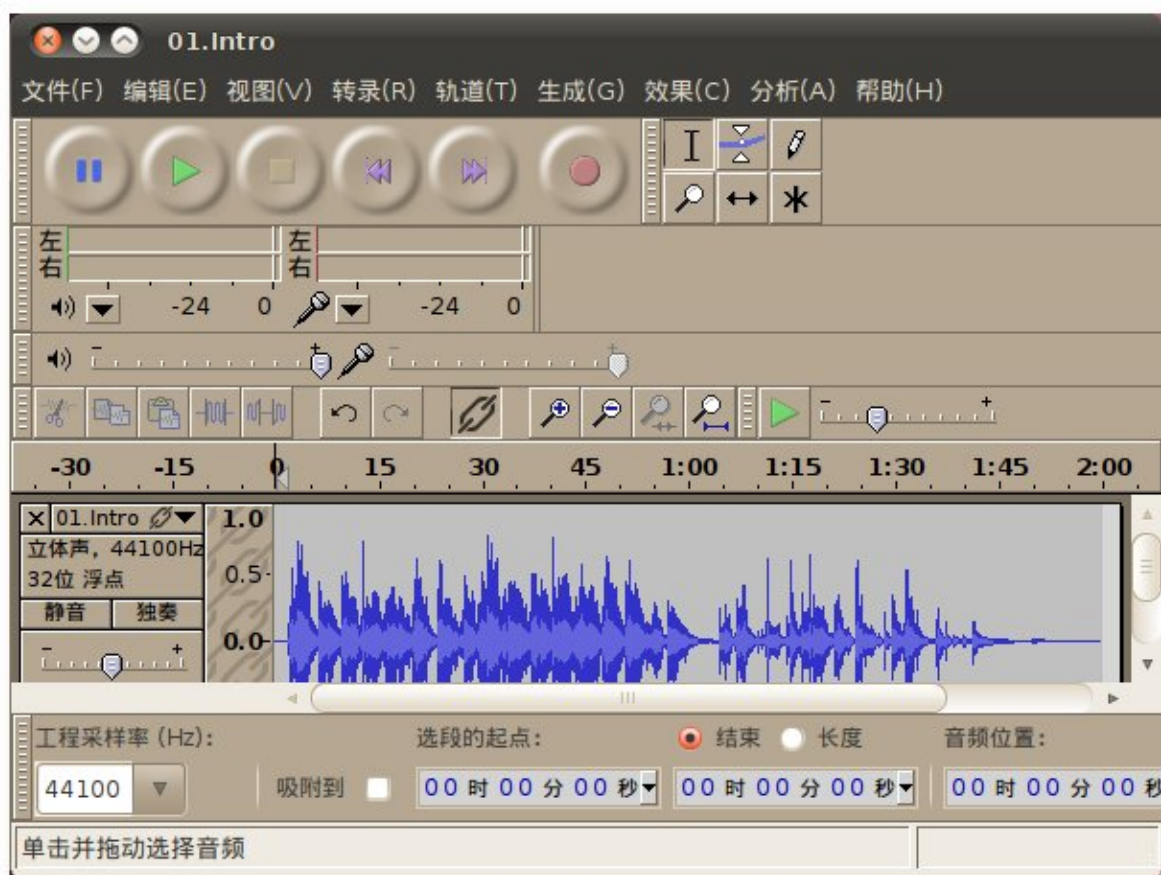 01.Intro
文件(F) 编辑(E) 视图(V) 转录(R) 轨道(T) 生成(G) 效果(C) 分析(A) 帮助(H)
左 左
右 右
-24 0 -24 0
- + - +
- +
-30 -15 0 15 30 45 1:00 1:15 1:30 1:45 2:00
01.Intro 1.0
立体声，44100Hz
32位 浮点 0.5
静音 独奏
- + 0.0
工程采样率 (Hz): 选段的起点: 结束 长度 音频位置:
44100 吸附到 00 时 00 分 00 秒 00 时 00 分 00 秒 00 时 00 分 00 秒
单击并拖动选择音频